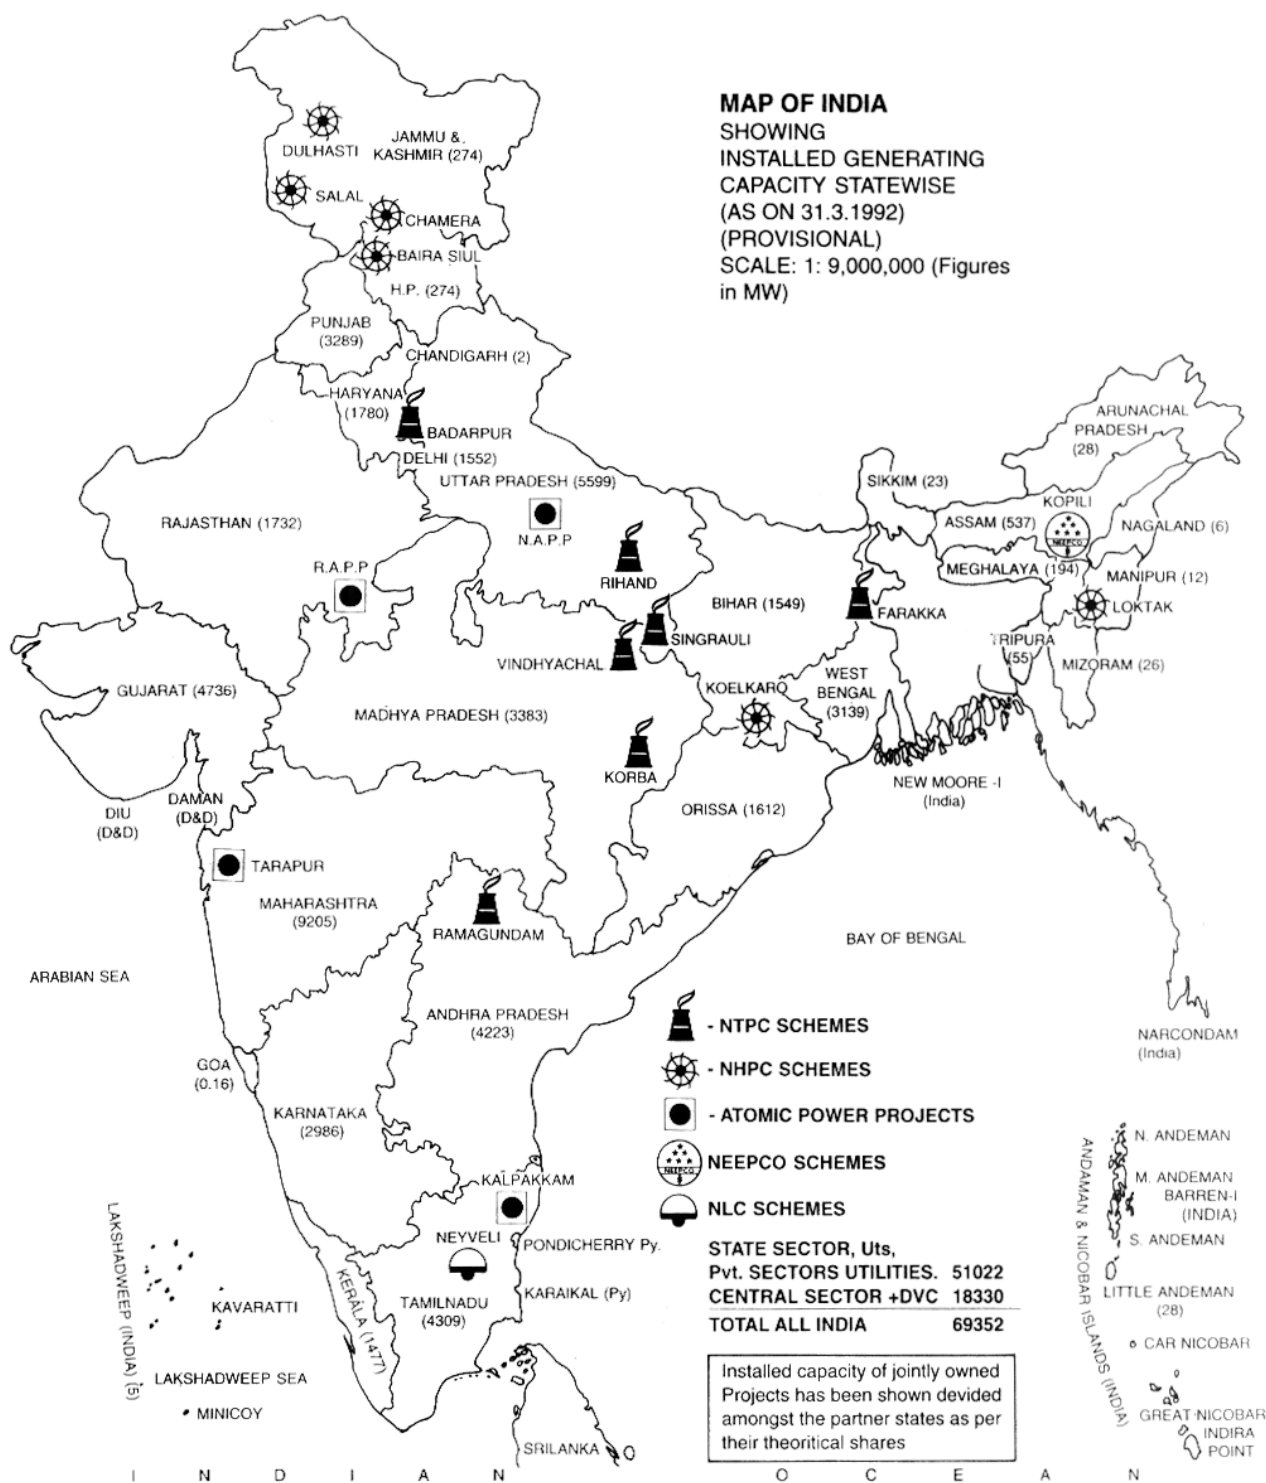 MAP OF INDIA
SHOWING
INSTALLED GENERATING
CAPACITY STATEWISE
(AS ON 31.3.1992)
(PROVISIONAL)
SCALE: 1: 9,000,000 (Figures
in MW)
DULHASTI
JAMMU &
KASHMIR (274)
SALAL
CHAMERA
BAIRA SIUL
H.P. (274)
PUNJAB
(3289)
CHANDIGARH (2)
HARYANA
(1780)
BADARPUR
DELHI (1552)
UTTAR PRADESH (5599)
N.A.P.P
RIHAND
RAJASTHAN (1732)
R.A.P.P
ARUNACHAL
PRADESH
(28)
SIKKIM (23)
KOPILI
ASSAM (537)
NEEPCO
NAGALAND (6)
MEGHALAYA (194)
MANIPUR (12)
LOKTAK
BIHAR (1549)
FARAKKA
SINGRAULI
VINDHYACHAL
TRIPURA
(55)
MIZORAM (26)
GUJARAT (4736)
MADHYA PRADESH (3383)
KOELKARO
WEST
BENGAL
(3139)
KORBA
NEW MOORE -I
(India)
ORISSA (1612)
DIU
(D&D)
DAMAN
(D&D)
TARAPUR
MAHARASHTRA
(9205)
RAMAGUNDAM
BAY OF BENGAL
ARABIAN SEA
ANDHRA PRADESH
(4223)
NARCONDAM
(India)
GOA
(0.16)
KARNATAKA
(2986)
- NTPC SCHEMES
- NHPC SCHEMES
- ATOMIC POWER PROJECTS
NEEPCO
NEEPCO SCHEMES
NLC SCHEMES
KALPAKKAM
NEYVELI
PONDICHERRY Py.
KARAIKAL (Py)
TAMILNADU
(4309)
KERALA (1477)
LAKSHADWEEP (INDIA) (5)
KAVARATTI
LAKSHADWEEP SEA
MINICOY
SRILANKA
STATE SECTOR, Uts,
Pvt. SECTORS UTILITIES. 51022
CENTRAL SECTOR +DVC 18330
TOTAL ALL INDIA 69352
Installed capacity of jointly owned
Projects has been shown devided
amongst the partner states as per
their theoritical shares
ANDAMAN & NICOBAR ISLANDS (INDIA)
N. ANDEMAN
M. ANDEMAN
BARREN-I
(INDIA)
S. ANDEMAN
LITTLE ANDEMAN
(28)
CAR NICOBAR
GREAT NICOBAR
INDIRA
POINT
I N D I A N O C E A N